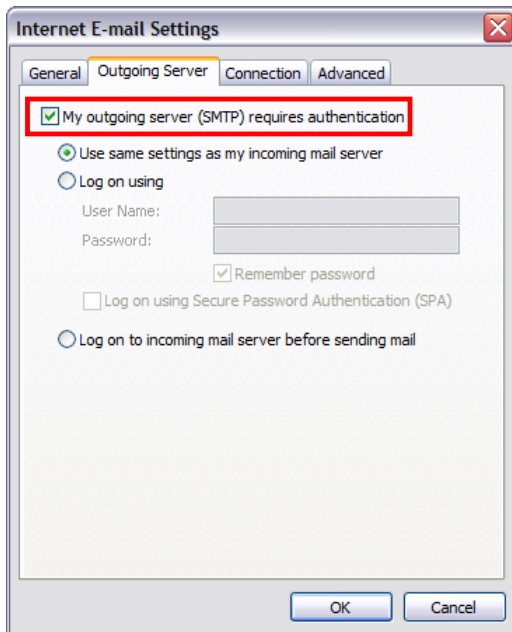 Internet E-mail Settings
General Outgoing Server Connection Advanced
My outgoing server (SMTP) requires authentication
Use same settings as my incoming mail server
Log on using
User Name:
Password:
Remember password
Log on using Secure Password Authentication (SPA)
Log on to incoming mail server before sending mail
OK Cancel